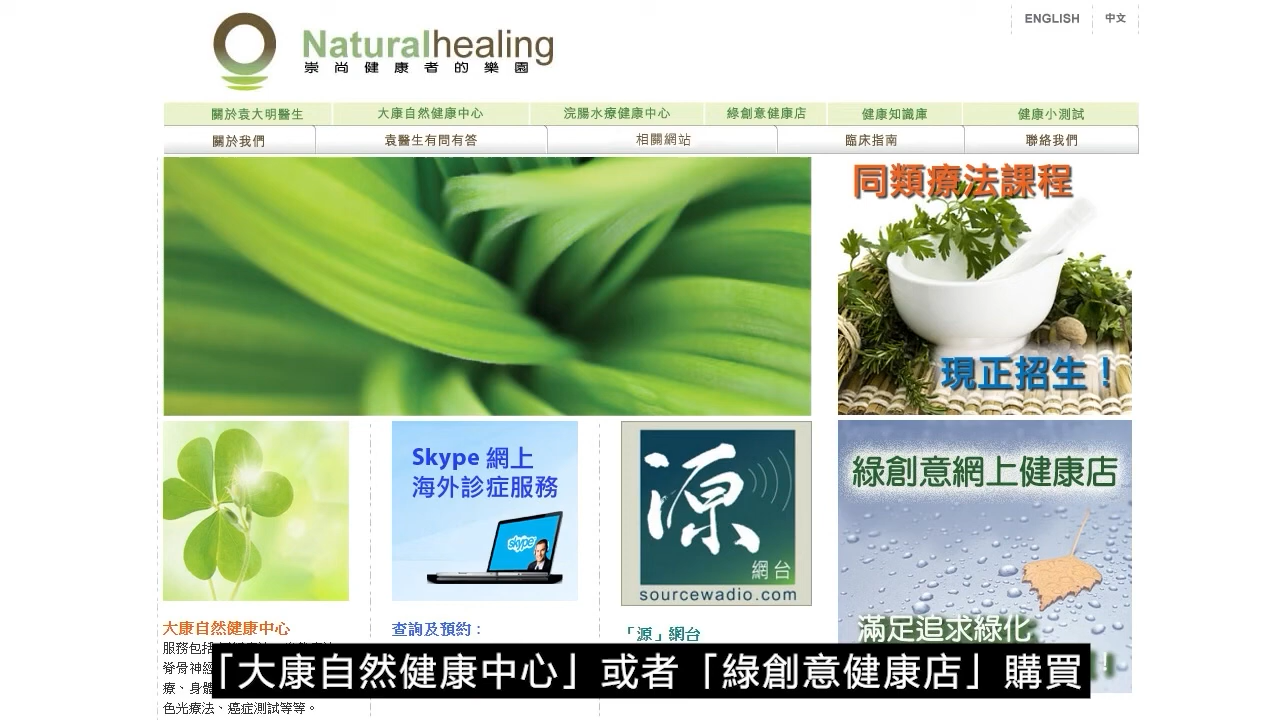 ENGLISH 中文
Naturalhealing
崇尚健康者的樂園
關於袁大明醫生 大康自然健康中心 浣腸水療健康中心 綠創意健康店 健康知識庫 健康小測試
關於我們 袁醫生有問有答 相關網站 臨床指南 聯絡我們
同類療法課程
現正招生！
Skype 網上
海外診症服務
skype
源
網台
sourcewadio.com
綠創意網上健康店
滿足追求綠化
大康自然健康中心
服務包括
脊骨神經
療、身體
色光療法、癌症測試等等。
查詢及預約：
「源」網台
「大康自然健康中心」或者「綠創意健康店」購買